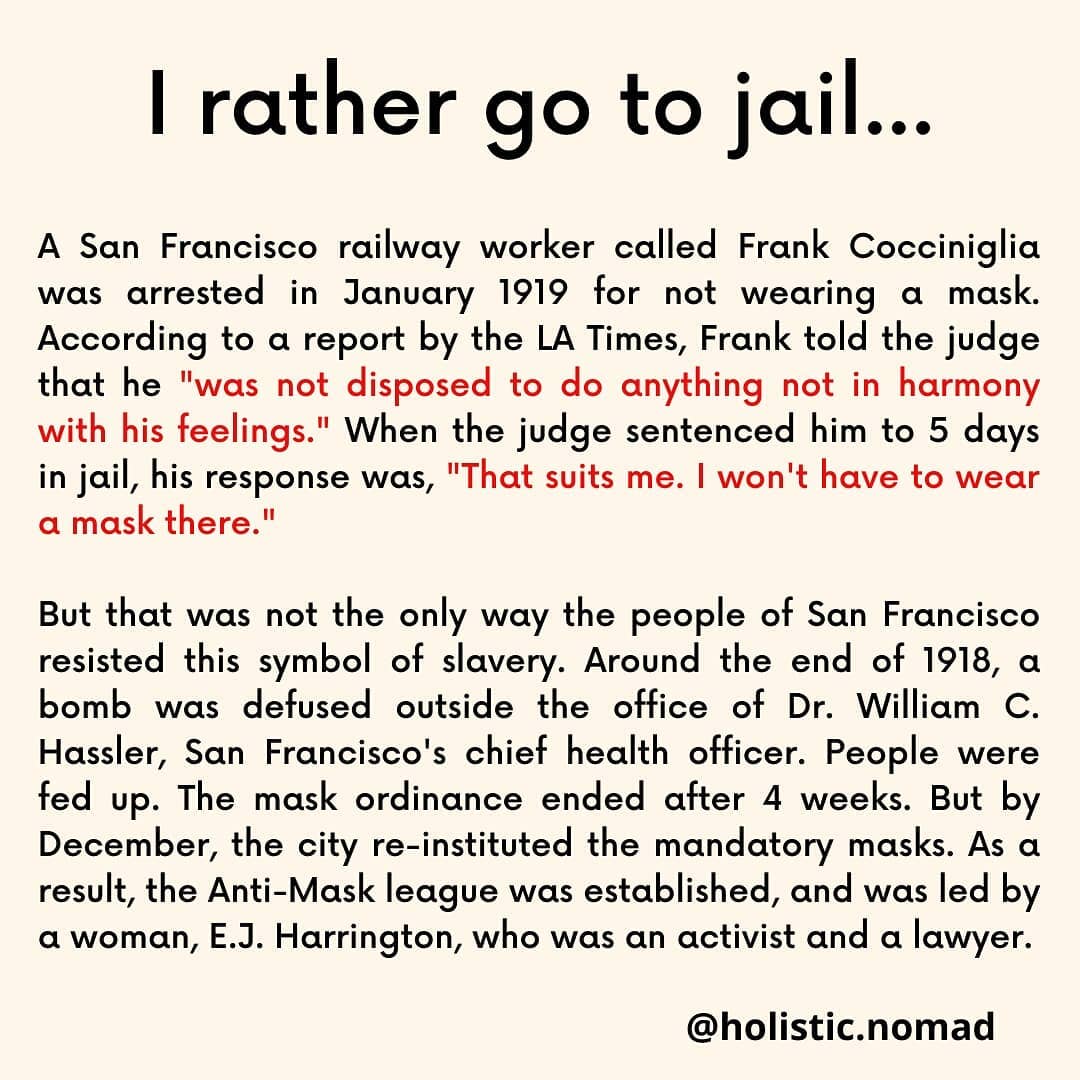 I rather go to jail...
A San Francisco railway worker called Frank Cocciniglia
was arrested in January 1919 for not wearing a mask.
According to a report by the LA Times, Frank told the judge
that he "was not disposed to do anything not in harmony
with his feelings." When the judge sentenced him to 5 days
in jail, his response was, "That suits me. I won't have to wear
a mask there."
But that was not the only way the people of San Francisco
resisted this symbol of slavery. Around the end of 1918, a
bomb was defused outside the office of Dr. William C.
Hassler, San Francisco's chief health officer. People were
fed up. The mask ordinance ended after 4 weeks. But by
December, the city re-instituted the mandatory masks. As a
result, the Anti-Mask league was established, and was led by
a woman, E.J. Harrington, who was an activist and a lawyer.
@holistic.nomad